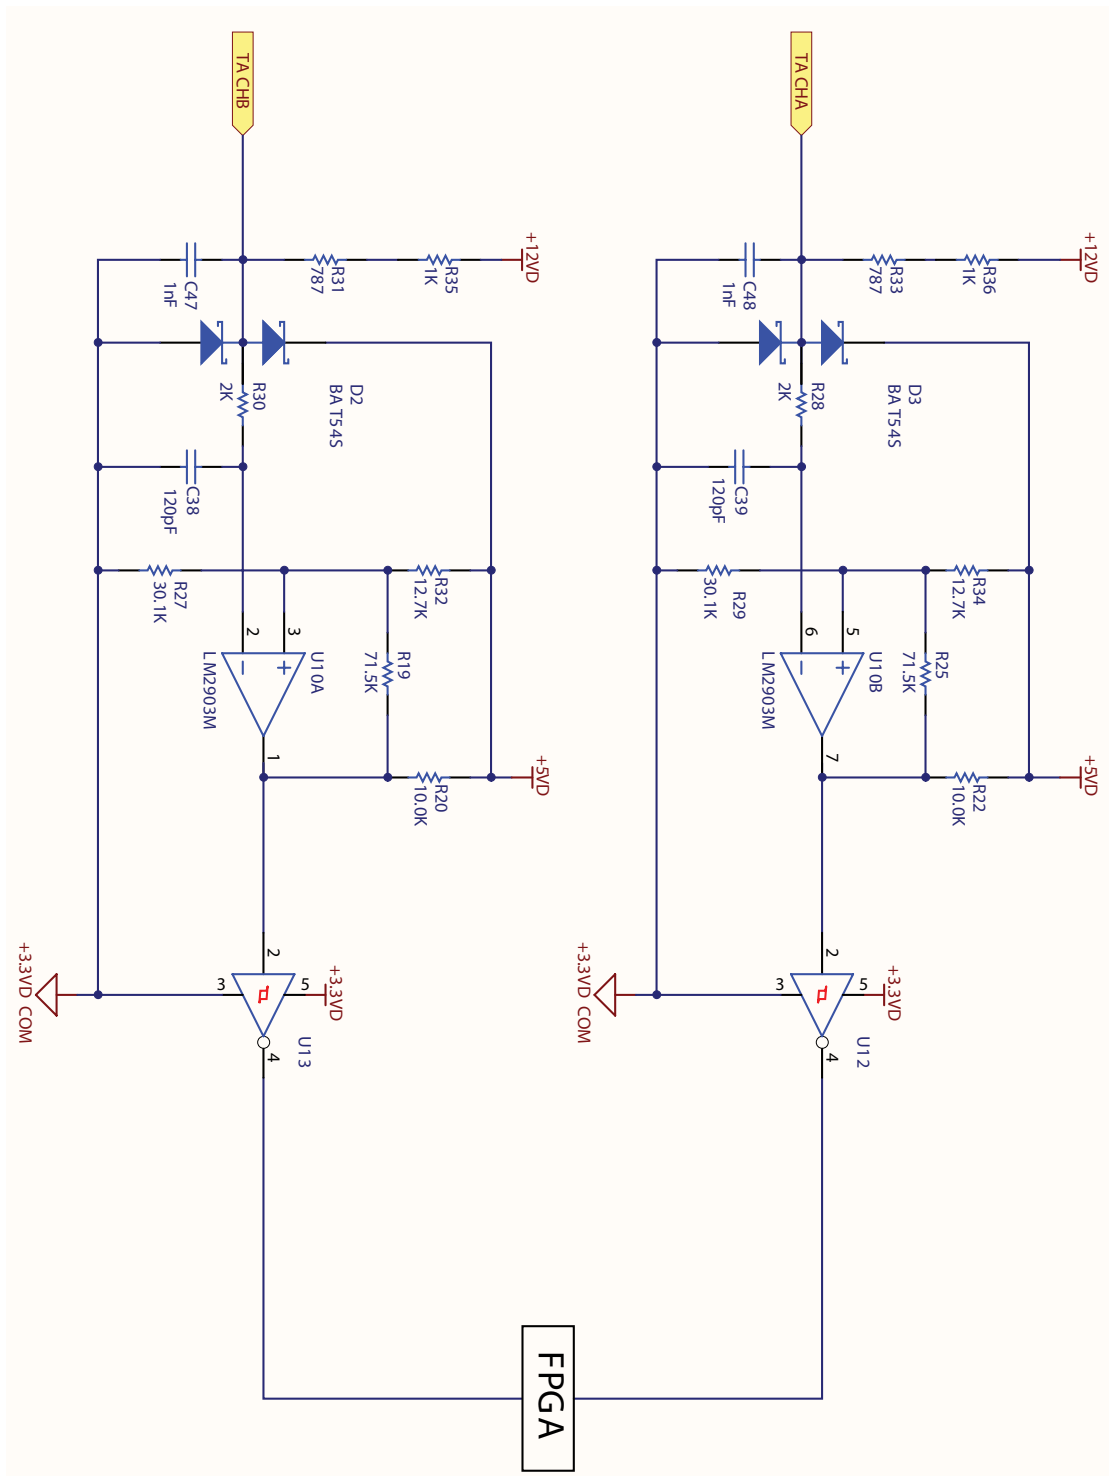 TA CHA
+12VD
R36
1K
R33
787
C48
1nF
D3
BAT54S
R28
2K
C39
120pF
R34
12.7K
R29
30.1K
R25
71.5K
5
6
U10B
LM2903M
7
+5VD
R22
10.0K
2
+3.3VD
5
3
+3.3VD COM
U12
4
TA CHB
+12VD
R35
1K
R31
787
C47
1nF
D2
BAT54S
R30
2K
C38
120pF
R32
12.7K
R27
30.1K
R19
71.5K
3
2
U10A
LM2903M
1
+5VD
R20
10.0K
2
+3.3VD
5
3
+3.3VD COM
U13
4
FPGA